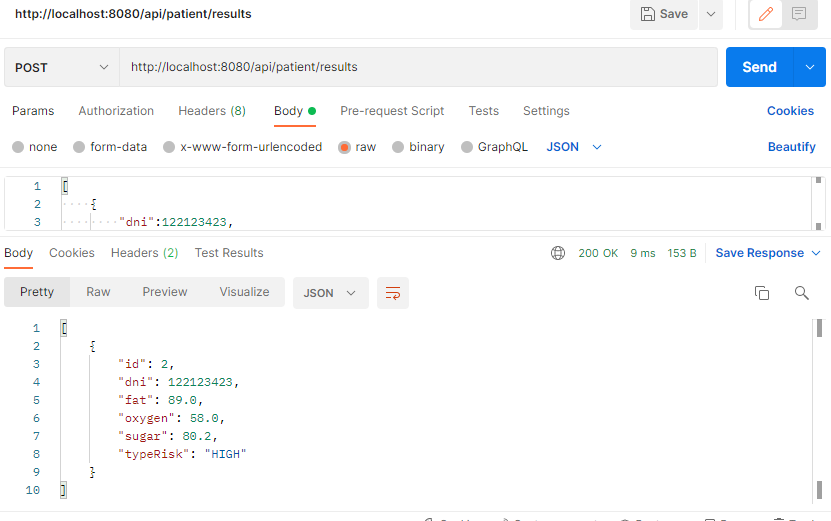 http://localhost:8080/api/patient/results Save
POST http://localhost:8080/api/patient/results Send
Params Authorization Headers (8) Body Pre-request Script Tests Settings Cookies
none form-data x-www-form-urlencoded raw binary GraphQL JSON Beautify
1 [
2 {
3 "dni":122123423,
Body Cookies Headers (2) Test Results 200 OK 9 ms 153 B Save Response
Pretty Raw Preview Visualize JSON
1 [
2 {
3 "id": 2,
4 "dni": 122123423,
5 "fat": 89.0,
6 "oxygen": 58.0,
7 "sugar": 80.2,
8 "typeRisk": "HIGH"
9 }
10 ]